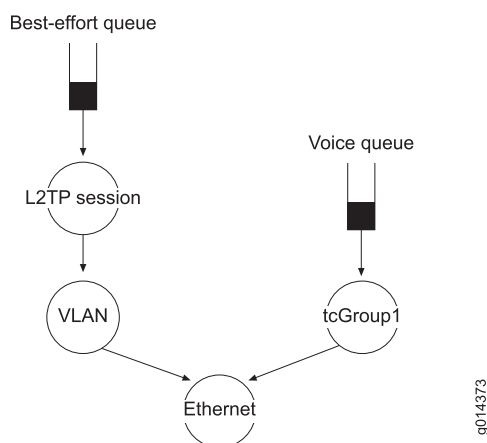 Best-effort queue
Voice queue
L2TP session
VLAN
tcGroup1
Ethernet
g014373